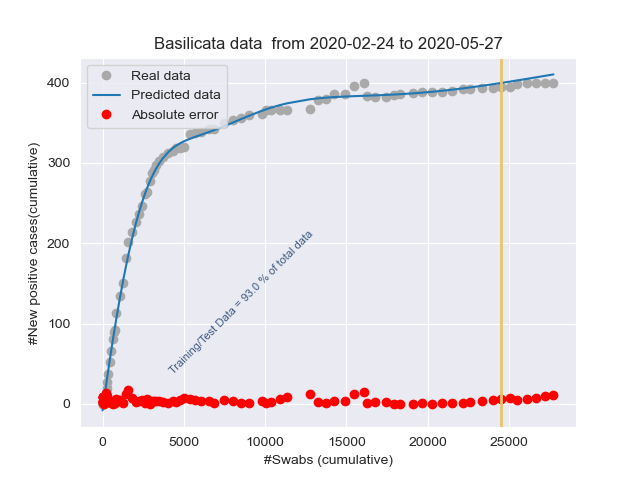 Basilicata data  from 2020-02-24 to 2020-05-27
Real data
Predicted data
Absolute error
400
300
200
100
0
#New positive cases(cumulative)
Training/Test Data = 93.0 % of total data
0
5000
10000
15000
20000
25000
#Swabs (cumulative)